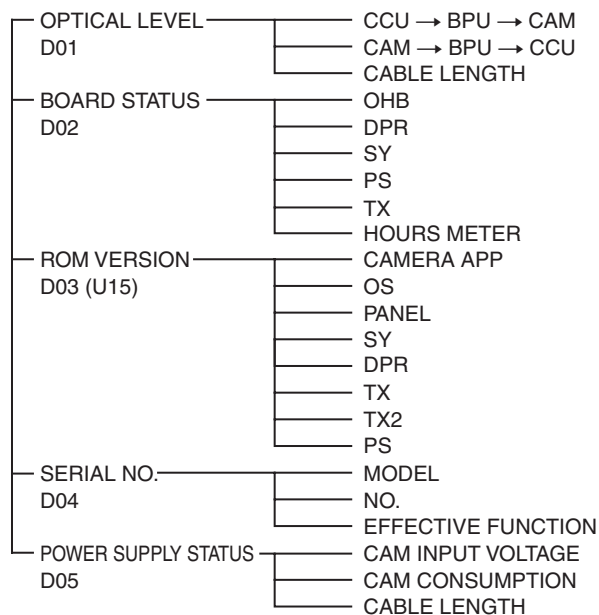 OPTICAL LEVEL CCU → BPU → CAM
D01 CAM → BPU → CCU
CABLE LENGTH
BOARD STATUS OHB
D02 DPR
SY
PS
TX
HOURS METER
ROM VERSION CAMERA APP
D03 (U15) OS
PANEL
SY
DPR
TX
TX2
PS
SERIAL NO. MODEL
D04 NO.
EFFECTIVE FUNCTION
POWER SUPPLY STATUS CAM INPUT VOLTAGE
D05 CAM CONSUMPTION
CABLE LENGTH